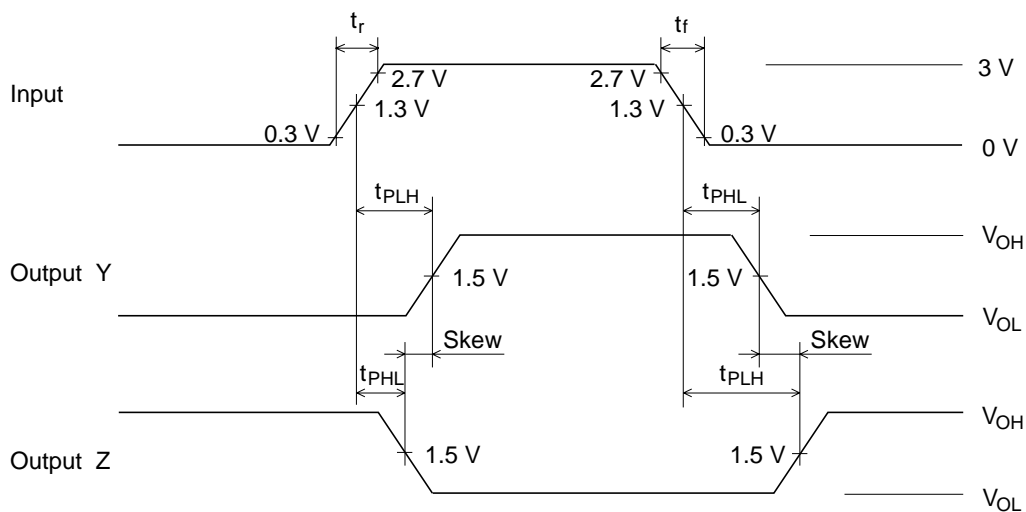 tr tf
2.7 V 2.7 V 3 V
Input
1.3 V 1.3 V
0.3 V 0.3 V
0 V
tPLH tPHL
VOH
Output Y 1.5 V 1.5 V
VOL
Skew Skew
tPHL tPLH
VOH
Output Z 1.5 V 1.5 V
VOL